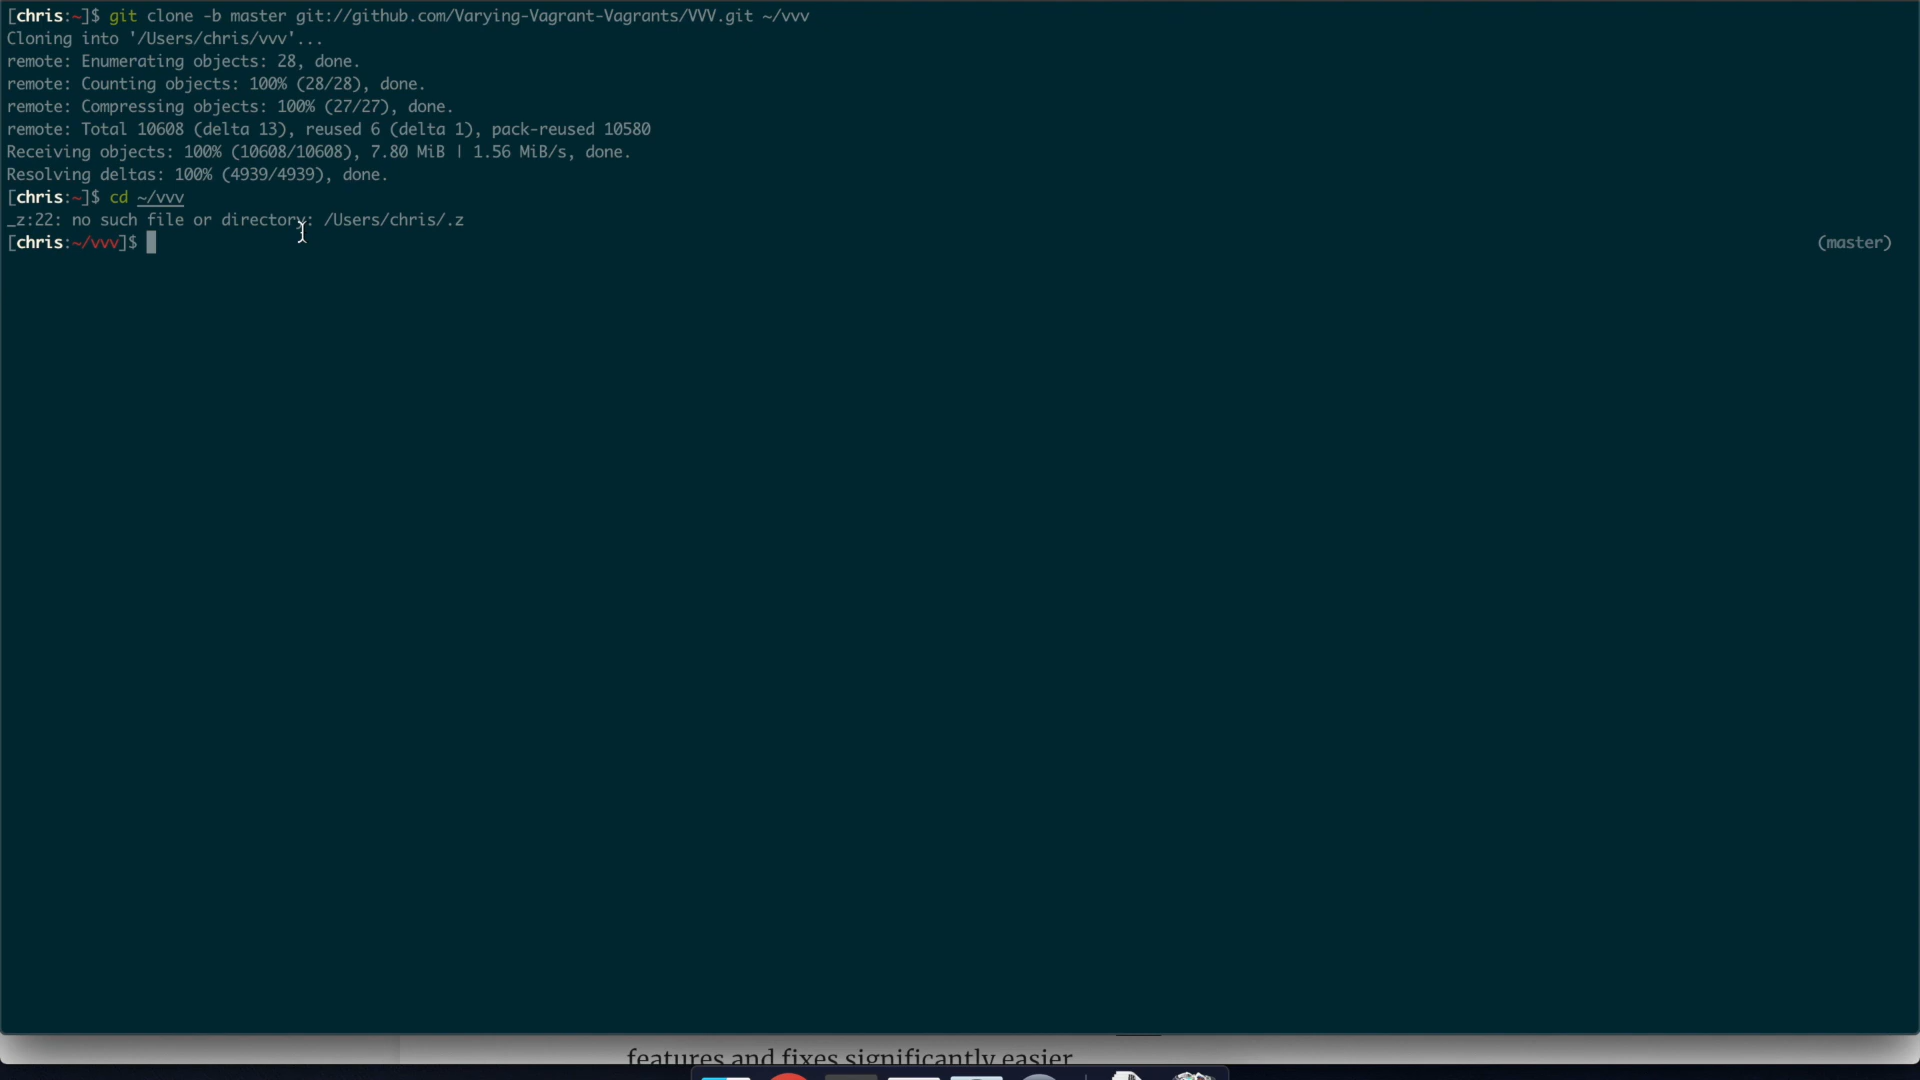 [chris:~]$ git clone -b master git://github.com/Varying-Vagrant-Vagrants/VVV.git ~/vvv
Cloning into '/Users/chris/vvv'...
remote: Enumerating objects: 28, done.
remote: Counting objects: 100% (28/28), done.
remote: Compressing objects: 100% (27/27), done.
remote: Total 10608 (delta 13), reused 6 (delta 1), pack-reused 10580
Receiving objects: 100% (10608/10608), 7.80 MiB | 1.56 MiB/s, done.
Resolving deltas: 100% (4939/4939), done.
[chris:~]$ cd ~/vvv
_z:22: no such file or directory: /Users/chris/.z
[chris:~/vvv]$ (master)
features and fixes significantly easier